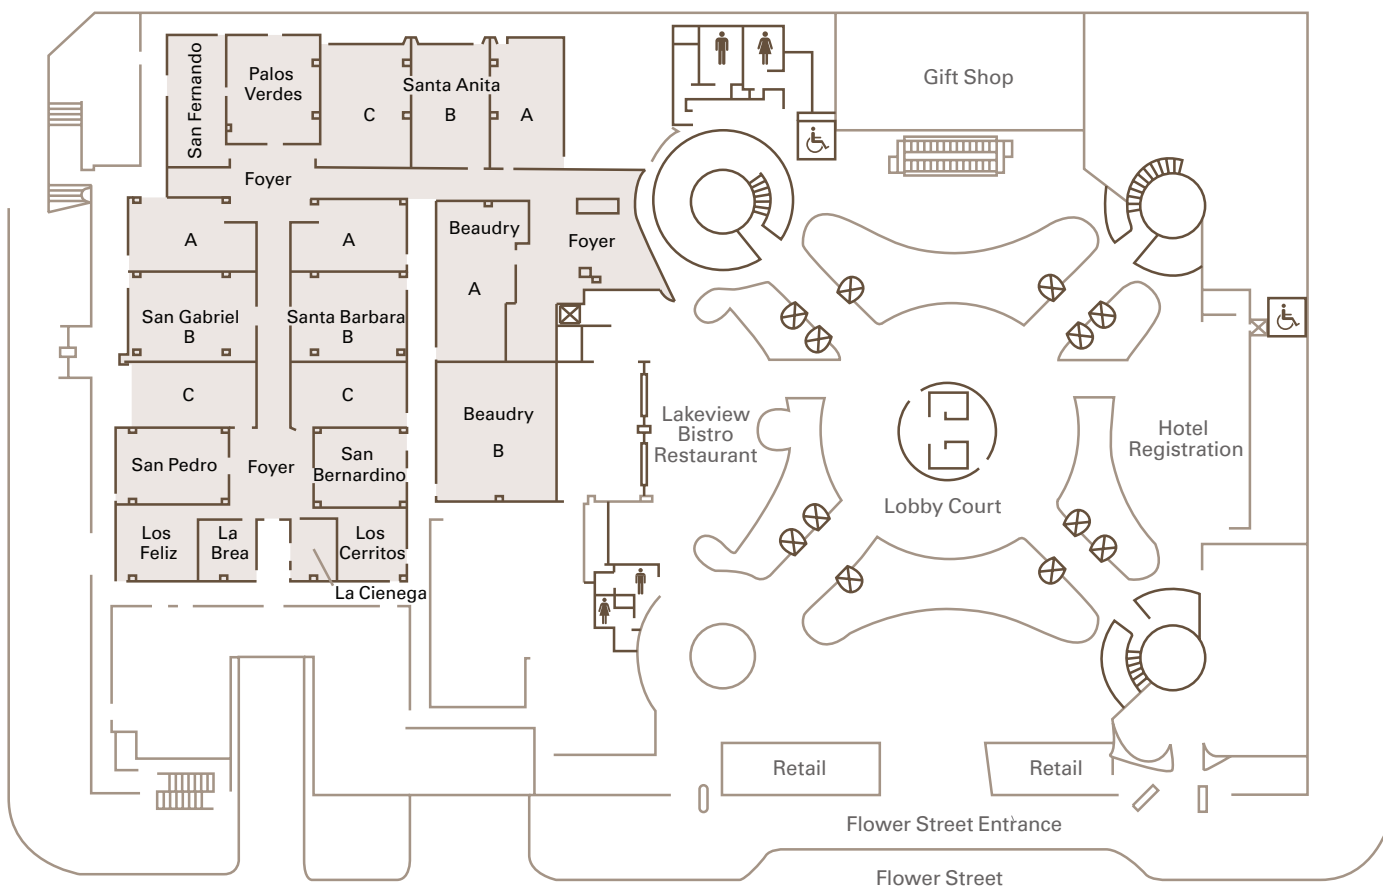 San Fernando
Palos
Verdes
Santa Anita
C
B
A
Gift Shop
Foyer
Beaudry
Foyer
A
A
A
San Gabriel
B
Santa Barbara
B
C
C
Beaudry
B
Lakeview
Bistro
Restaurant
Hotel
Registration
San Pedro
Foyer
San
Bernardino
Lobby Court
Los
Feliz
La
Brea
Los
Cerritos
La Cienega
Retail
Retail
Flower Street Entrance
Flower Street